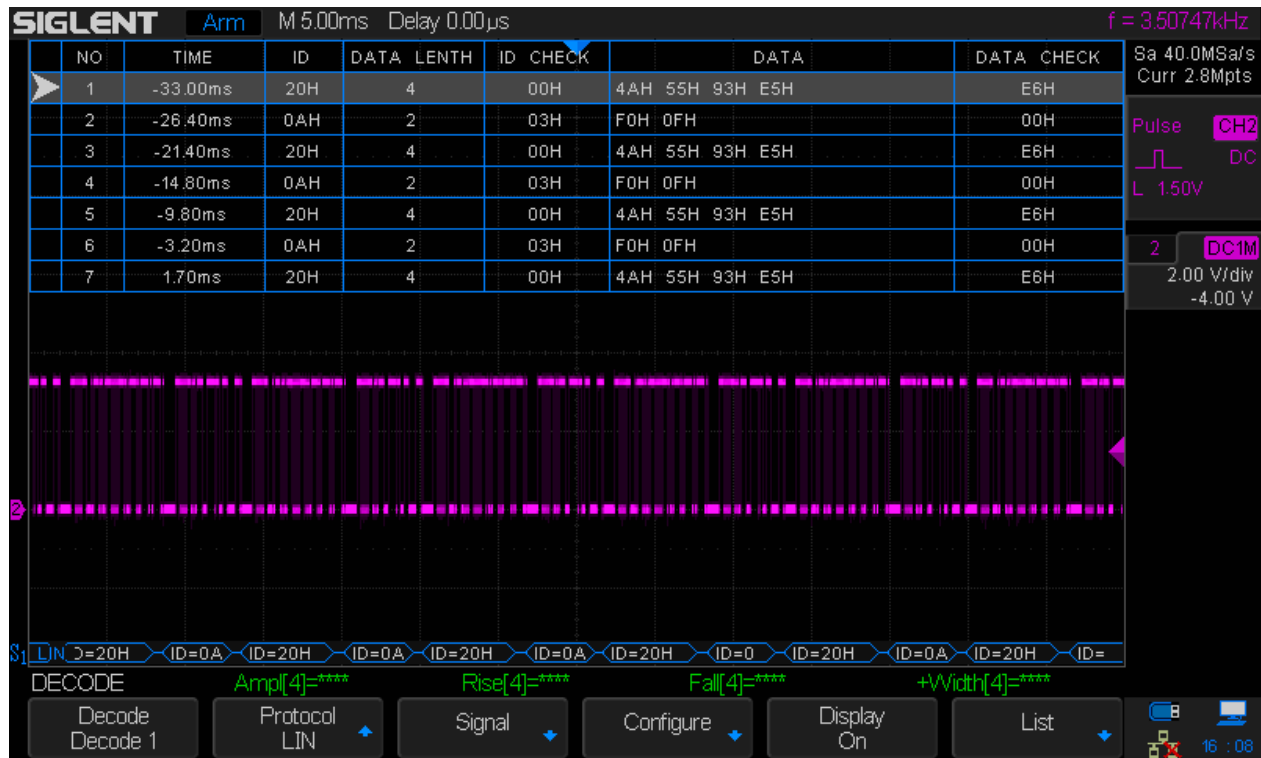 SIGLENT Arm M 5.00ms Delay 0.00µs f = 3.50747kHz
Sa 40.0MSa/s
Curr 2.8Mpts
NO TIME ID DATA LENTH ID CHECK DATA DATA CHECK
1 -33.00ms 20H 4 00H 4AH 55H 93H E5H E6H
2 -26.40ms 0AH 2 03H F0H 0FH 00H
3 -21.40ms 20H 4 00H 4AH 55H 93H E5H E6H
4 -14.80ms 0AH 2 03H F0H 0FH 00H
5 -9.80ms 20H 4 00H 4AH 55H 93H E5H E6H
6 -3.20ms 0AH 2 03H F0H 0FH 00H
7 1.70ms 20H 4 00H 4AH 55H 93H E5H E6H
Pulse CH2
DC
L 1.50V
2 DC1M
2.00 V/div
-4.00 V
2
S1 LIN D=20H ID=0A ID=20H ID=0A ID=20H ID=0A ID=20H ID=0 ID=20H ID=0A ID=20H ID=
DECODE Ampl[4]=**** Rise[4]=**** Fall[4]=**** +Width[4]=****
Decode
Decode 1
Protocol
LIN
Signal
Configure
Display
On
List
16 : 08